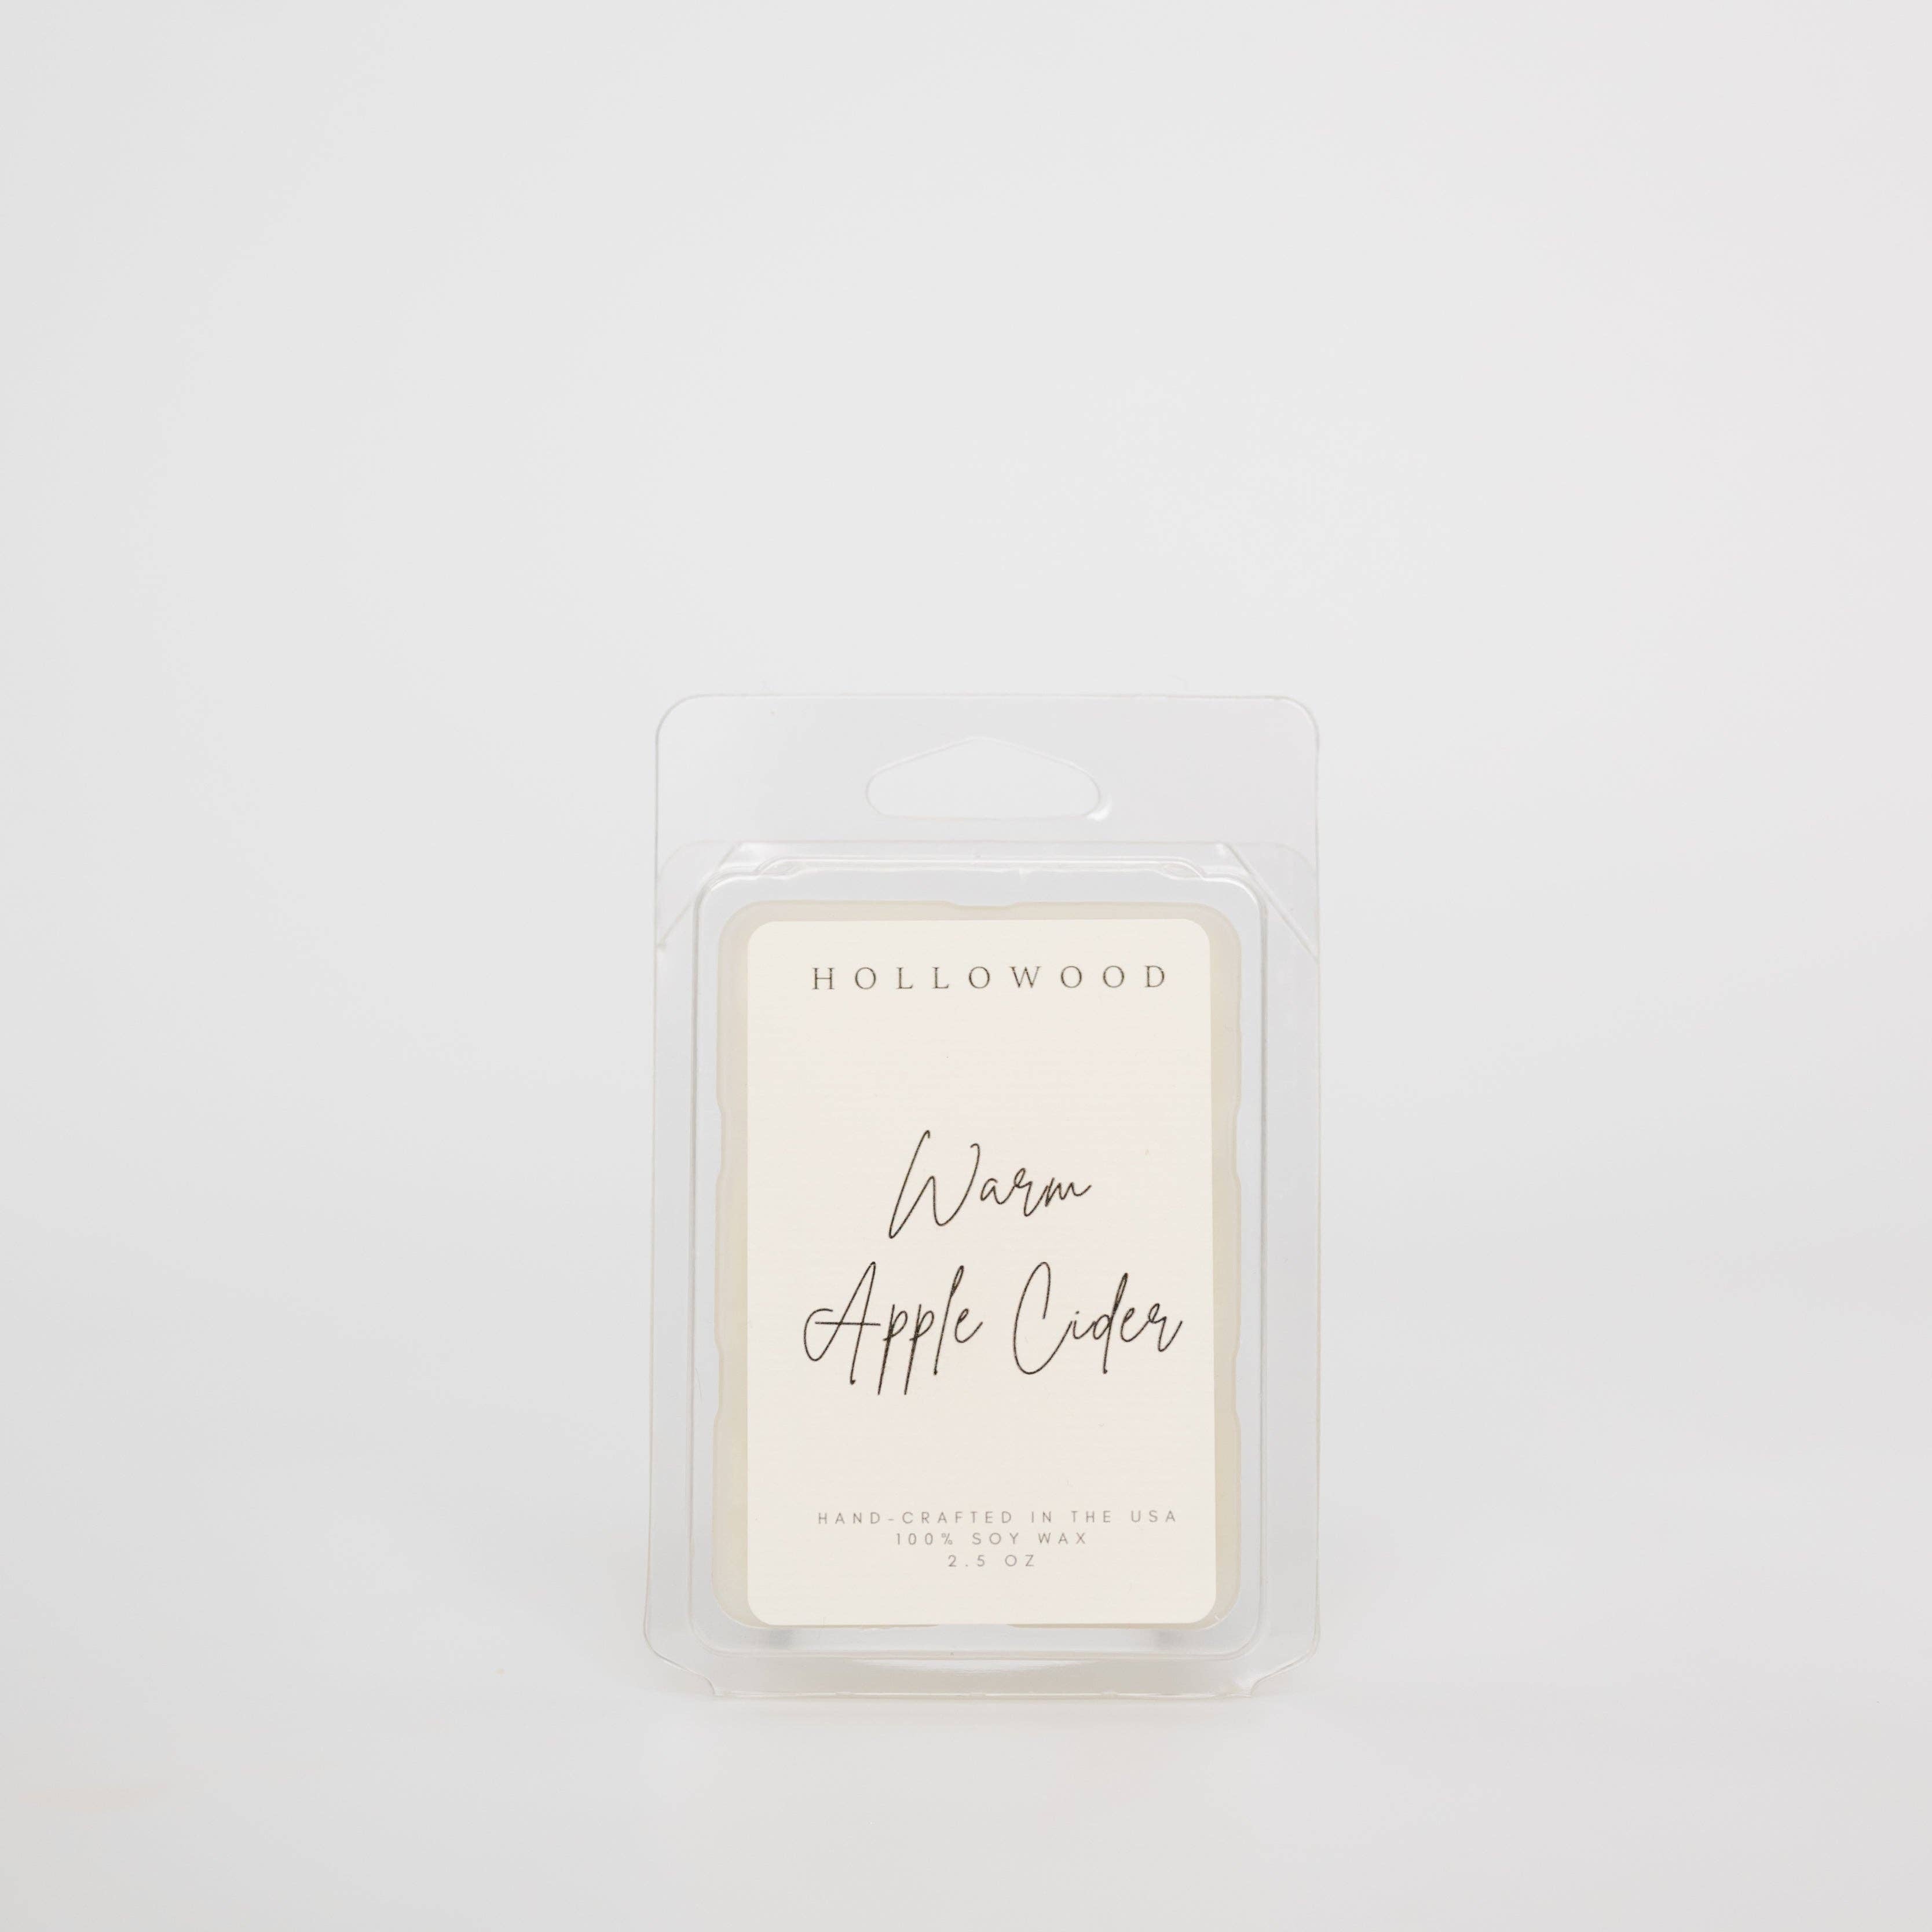 HOLLOWOOD
Warm
Apple Cider
HAND-CRAFTED IN THE USA
100% SOY WAX
2.5 OZ